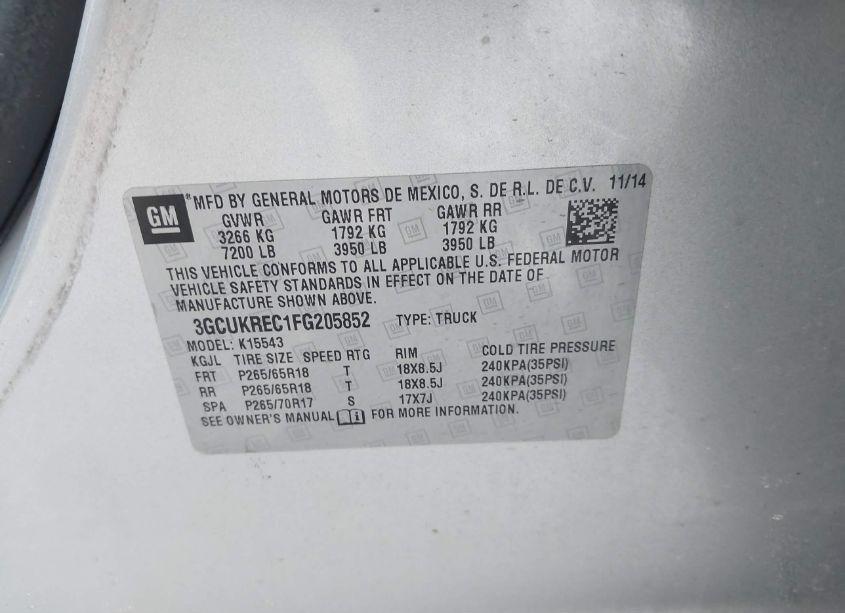 GM ® MFD BY GENERAL MOTORS DE MEXICO, S. DE R.L. DE C.V. 11/14
GVWR GAWR FRT GAWR RR
3266 KG 1792 KG 1792 KG
7200 LB 3950 LB 3950 LB
THIS VEHICLE CONFORMS TO ALL APPLICABLE U.S. FEDERAL MOTOR
VEHICLE SAFETY STANDARDS IN EFFECT ON THE DATE OF
MANUFACTURE SHOWN ABOVE.
3GCUKREC1FG205852 TYPE: TRUCK
MODEL: K15543
KGJL TIRE SIZE SPEED RTG RIM COLD TIRE PRESSURE
FRT P265/65R18 T 18X8.5J 240KPA(35PSI)
RR P265/65R18 T 18X8.5J 240KPA(35PSI)
SPA P265/70R17 S 17X7J 240KPA(35PSI)
SEE OWNER'S MANUAL i FOR MORE INFORMATION.